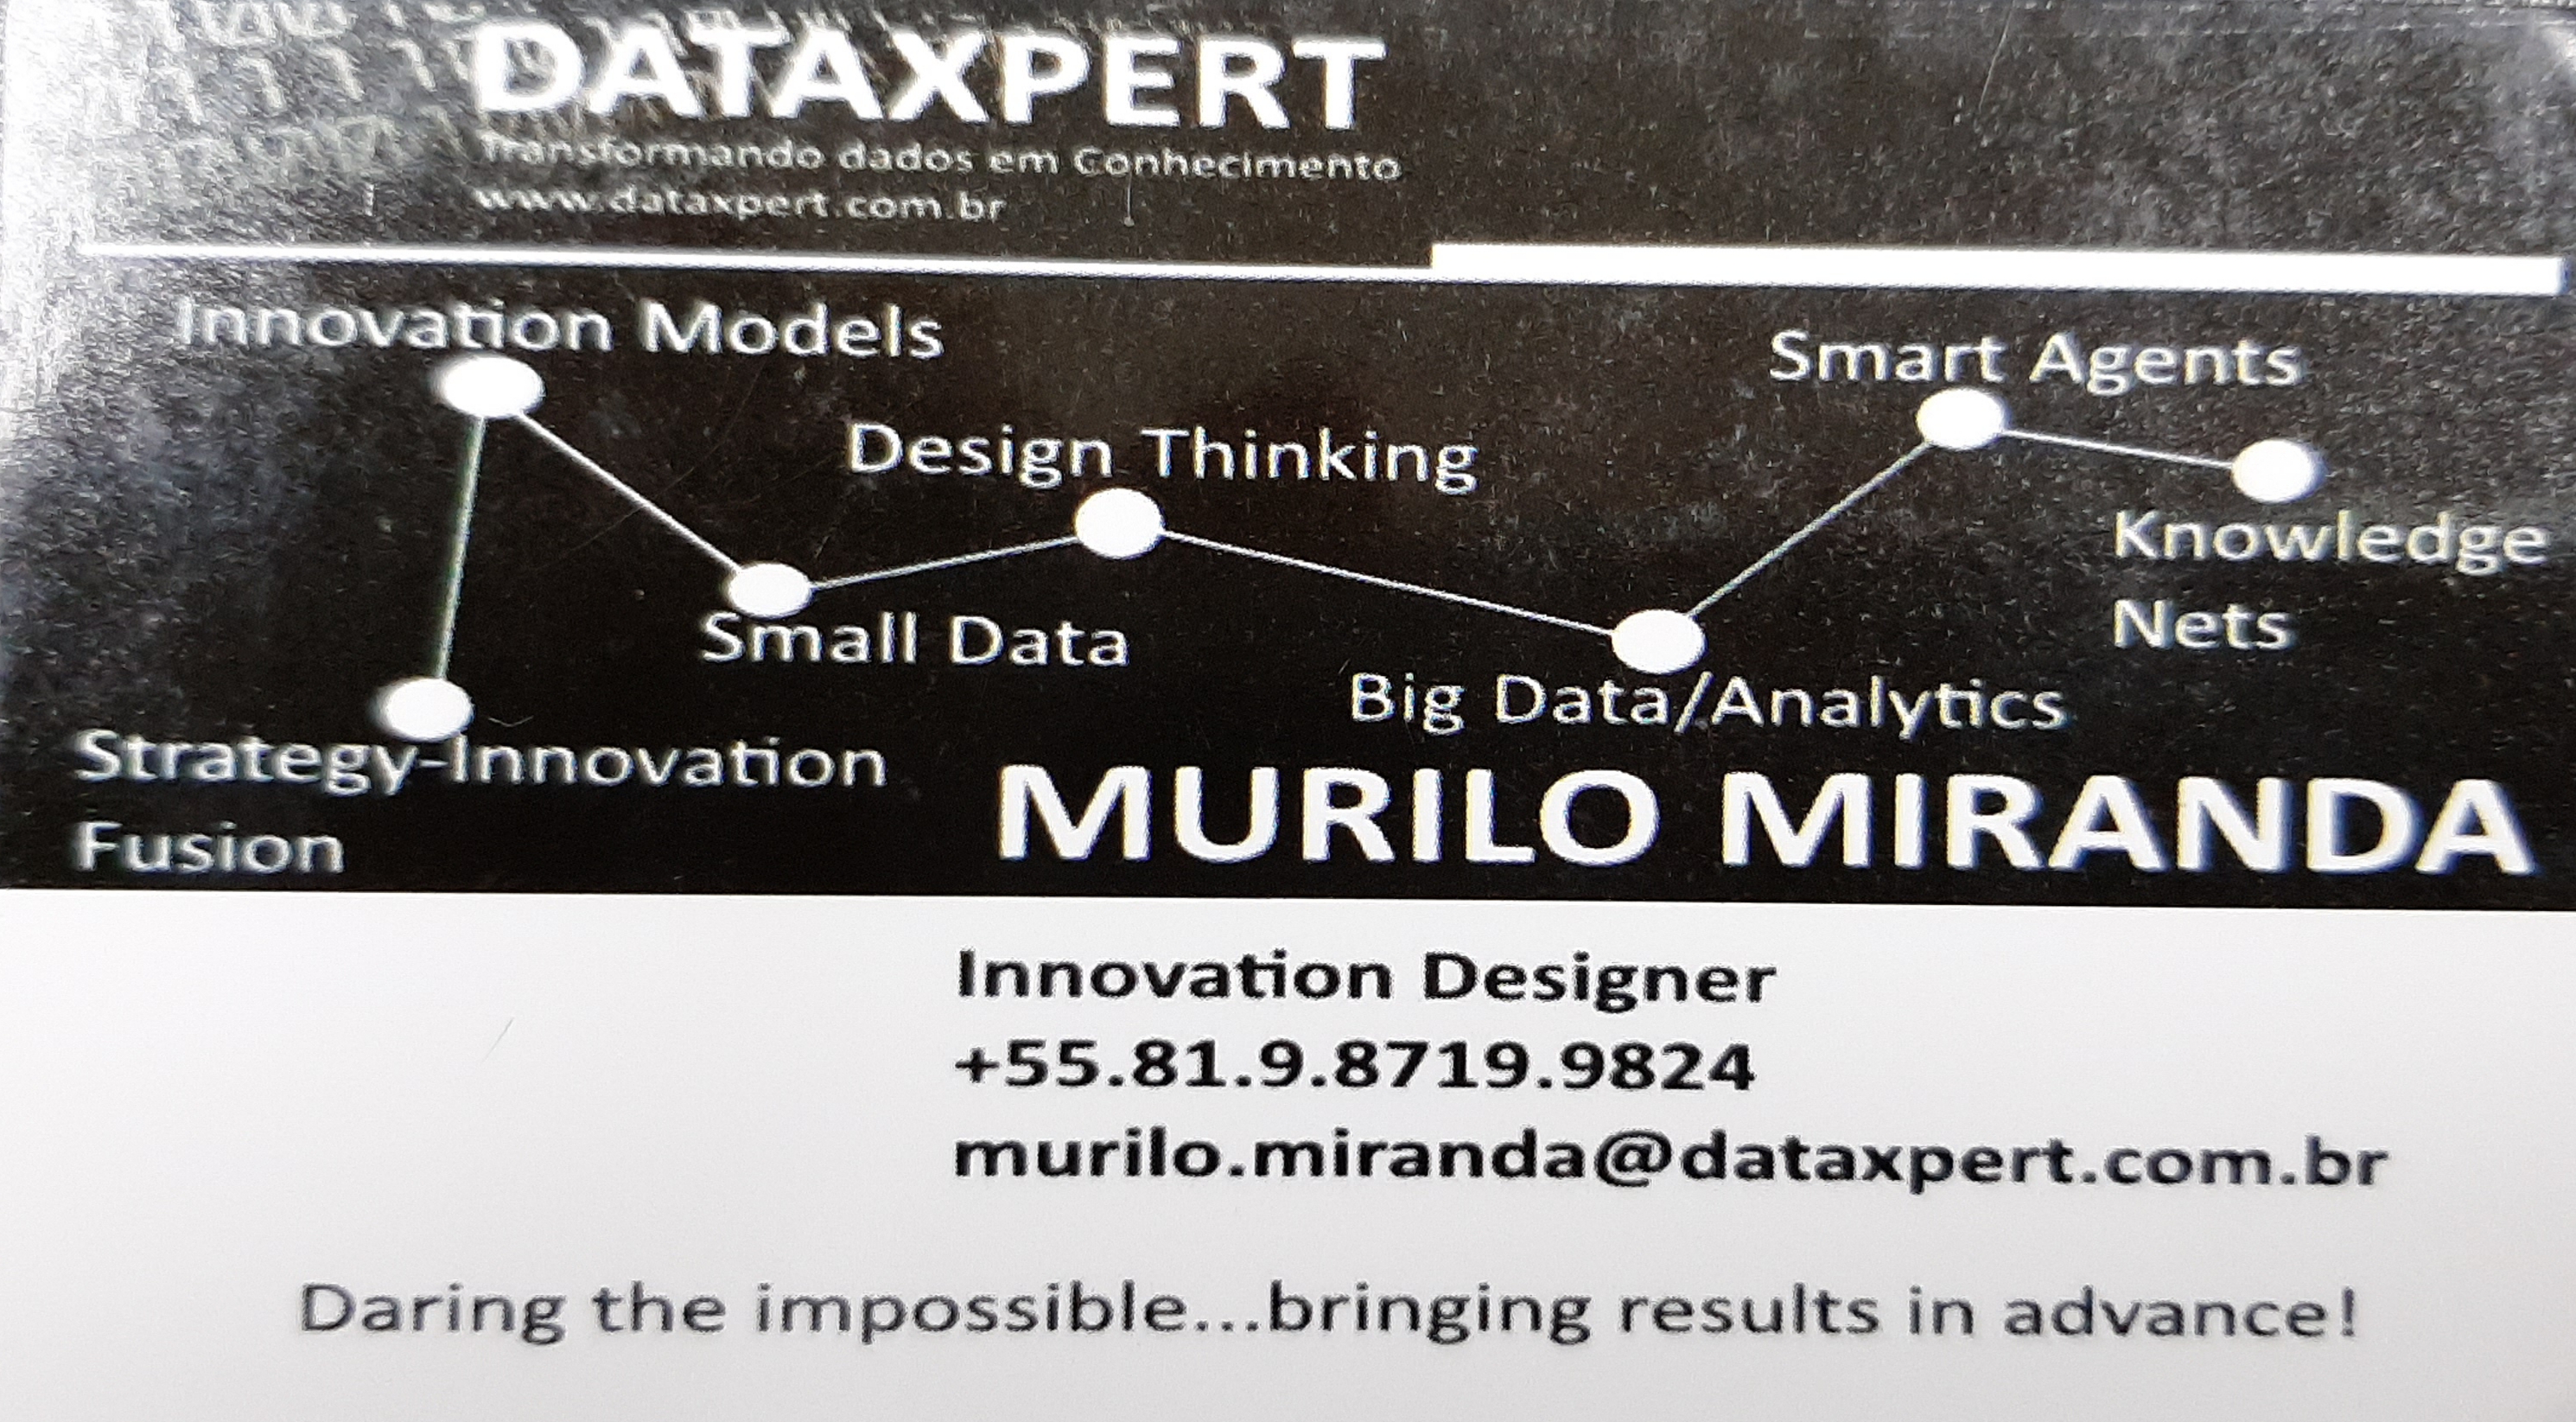 DATAXPERT
Transformando dados em Conhecimento
www.dataxpert.com.br
Innovation Models
Smart Agents
Design Thinking
Knowledge
Nets
Small Data
Big Data/Analytics
Strategy-Innovation
Fusion
MURILO MIRANDA
Innovation Designer
+55.81.9.8719.9824
murilo.miranda@dataxpert.com.br
Daring the impossible...bringing results in advance!